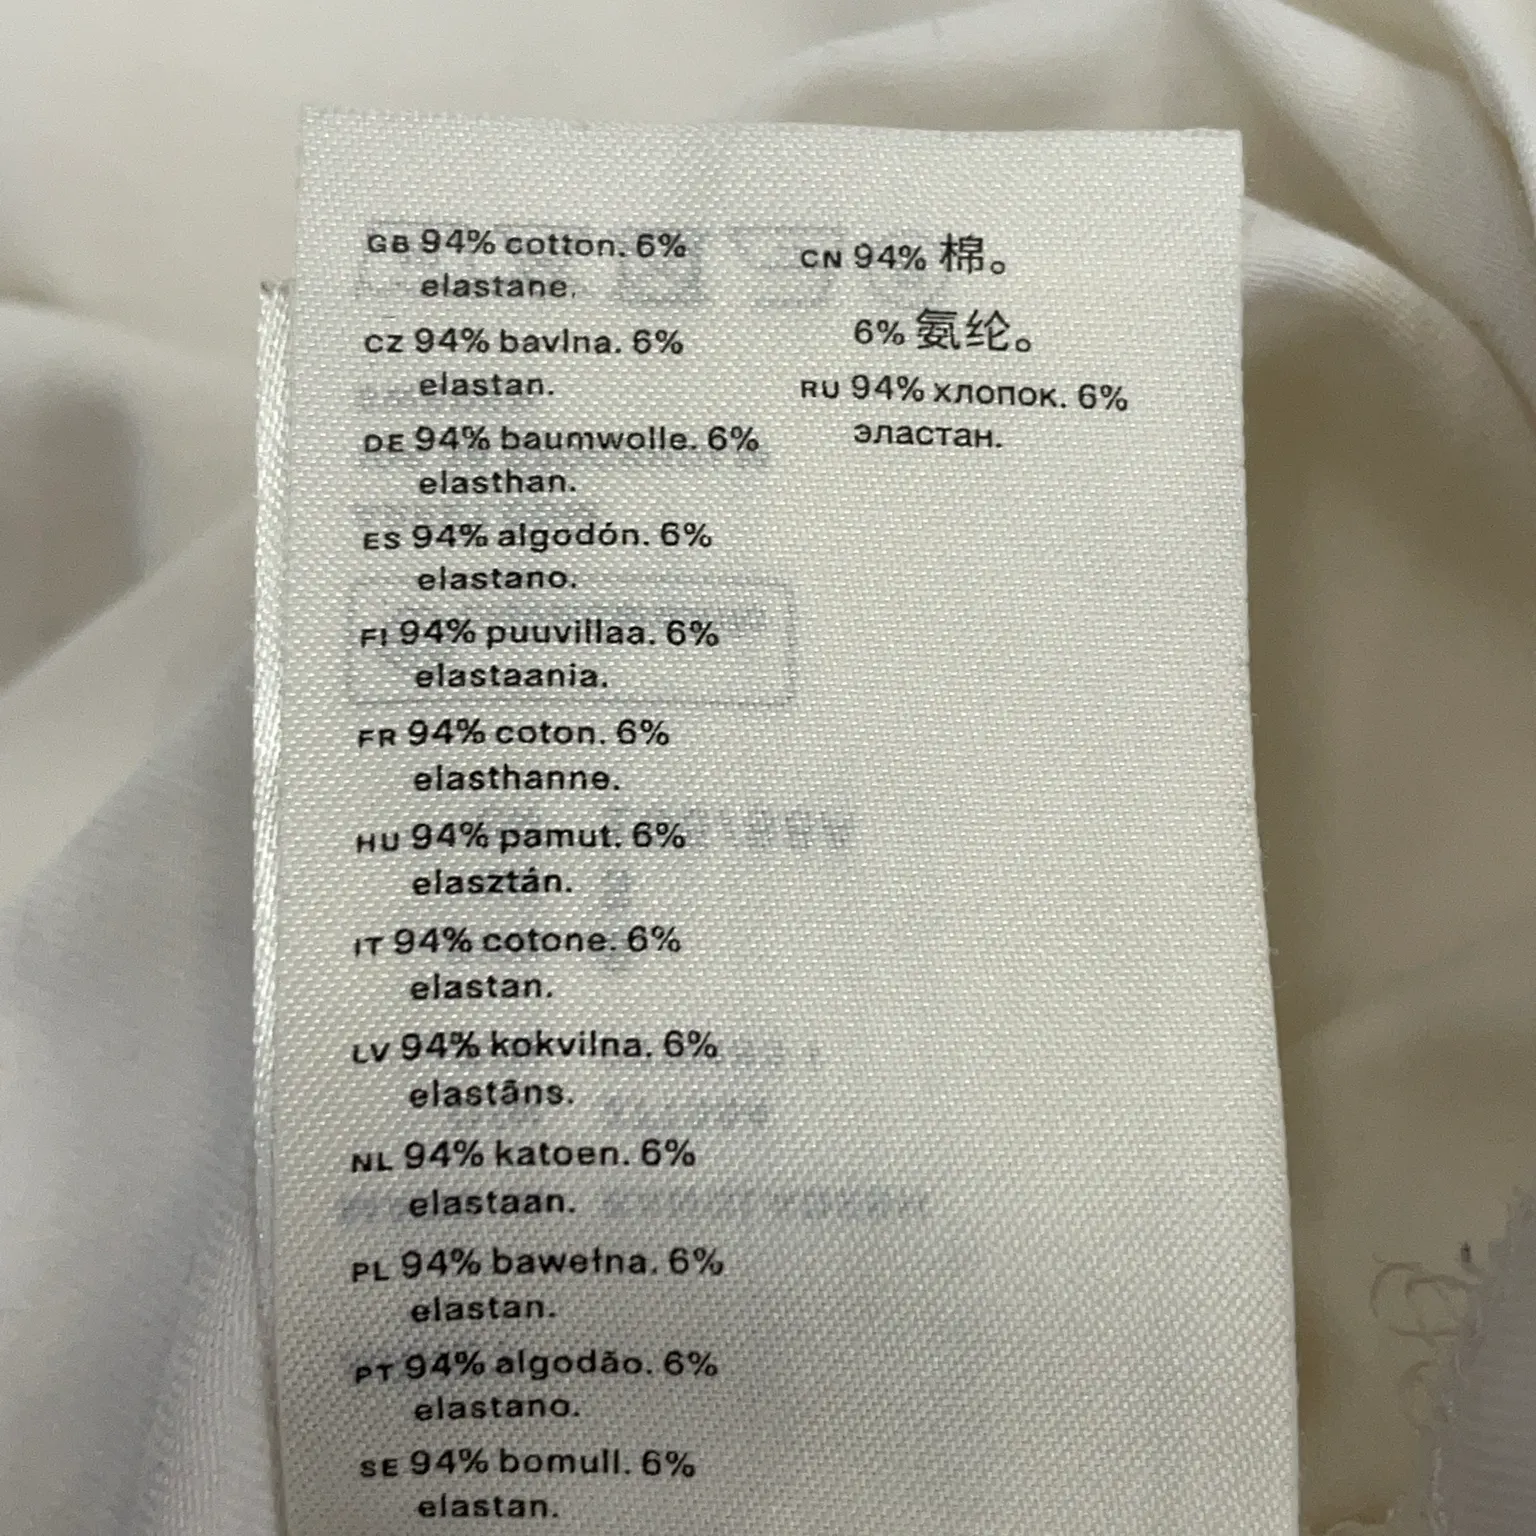 GB 94% cotton. 6%
elastane.
CZ 94% bavlna. 6%
elastan.
DE 94% baumwolle. 6%
elasthan.
ES 94% algodón. 6%
elastano.
FI 94% puuvillaa. 6%
elastaania.
FR 94% coton. 6%
elasthanne.
HU 94% pamut. 6%
elasztán.
IT 94% cotone. 6%
elastan.
LV 94% kokvilna. 6%
elastāns.
NL 94% katoen. 6%
elastaan.
PL 94% bawełna. 6%
elastan.
PT 94% algodão. 6%
elastano.
SE 94% bomull. 6%
elastan.
CN 94% 棉。
6% 氨纶。
RU 94% хлопок. 6%
эластан.